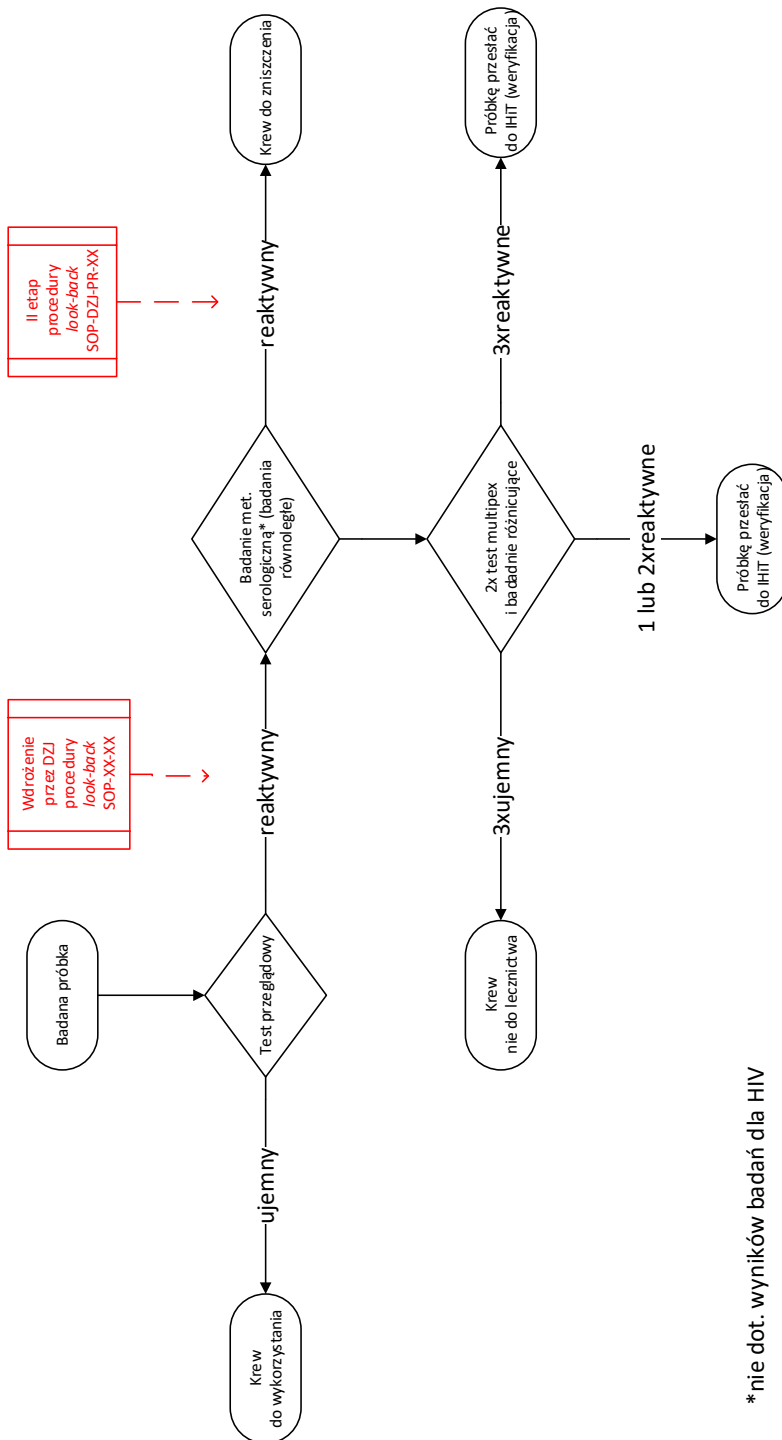 Badana próbka
Wdrożenie
przez DZJ
procedury
look-back
SOP-XX-XX
II etap
procedury
look-back
SOP-DZJ-PR-XX
Krew
do wykorzystania
ujemny
Test przeglądowy
reaktywny
Badanie met.
serologiczną* (badania
równoległe)
reaktywny
Krew do zniszczenia
Krew
nie do lecznictwa
3xujemny
2x test multipex
i badadnie różnicujące
3xreaktywne
Próbkę przesłać
do IHiT (weryfikacja)
1 lub 2xreaktywne
Próbkę przesłać
do IHiT (weryfikacja)
*nie dot. wyników badań dla HIV